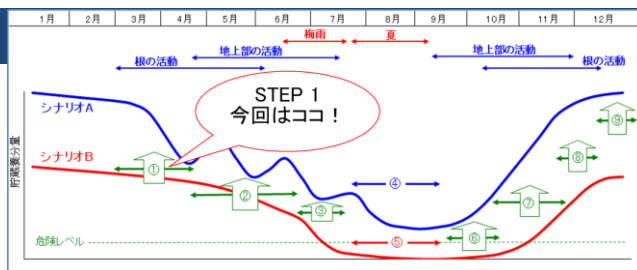 1月 2月 3月 4月 5月 6月 7月 8月 9月 10月 11月 12月
梅雨 夏
根の活動 地上部の活動 地上部の活動 根の活動
シナリオA
STEP 1
今回はココ！
シナリオB
貯蔵養分量
① ② ③ ④ ⑤ ⑥ ⑦ ⑧ ⑨
危険レベル